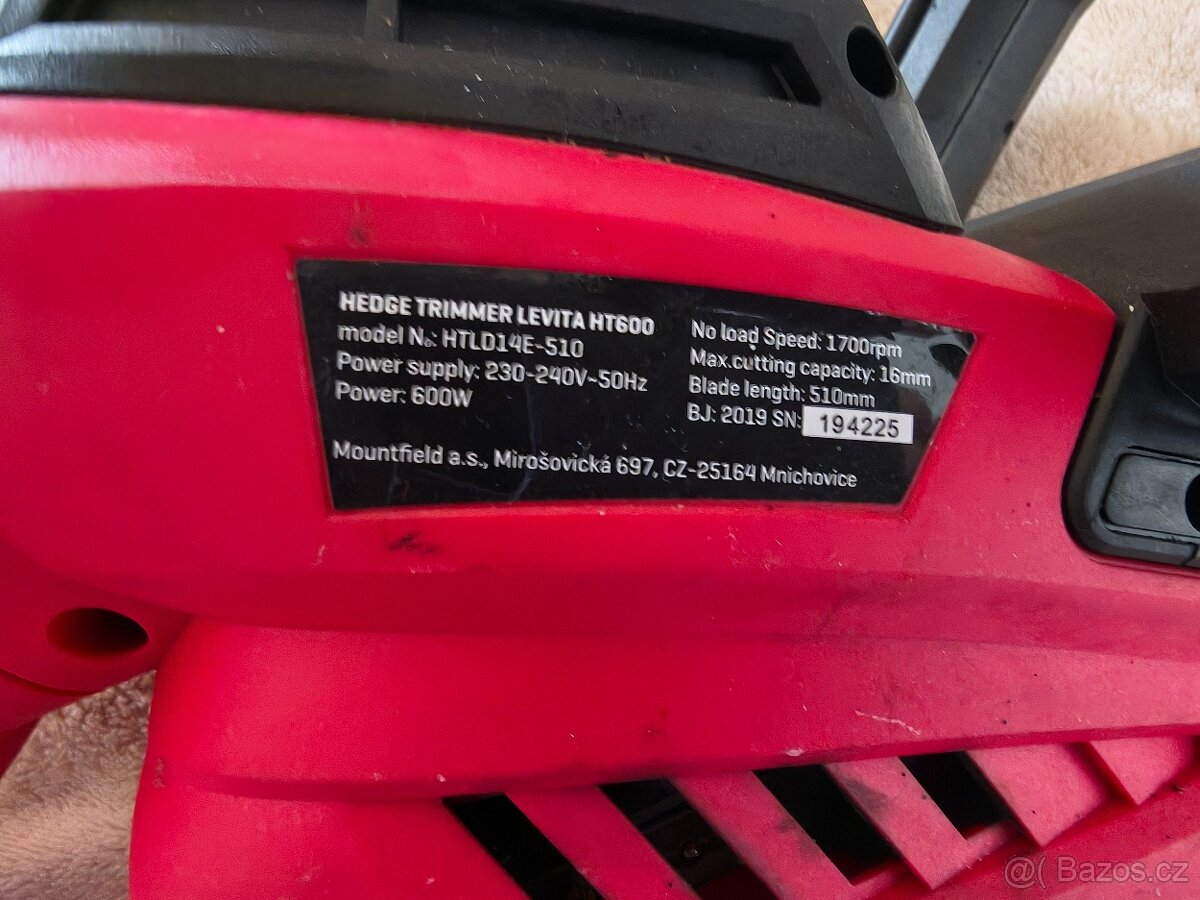 HEDGE TRIMMER LEVITA HT600
model No.: HTLD14E-510
Power supply: 230-240V~50Hz
Power: 600W
No load Speed: 1700rpm
Max.cutting capacity: 16mm
Blade length: 510mm
BJ: 2019 SN: 194225
Mountfield a.s., Mirošovická 697, CZ-25164 Mnichovice
@( Bazos.cz